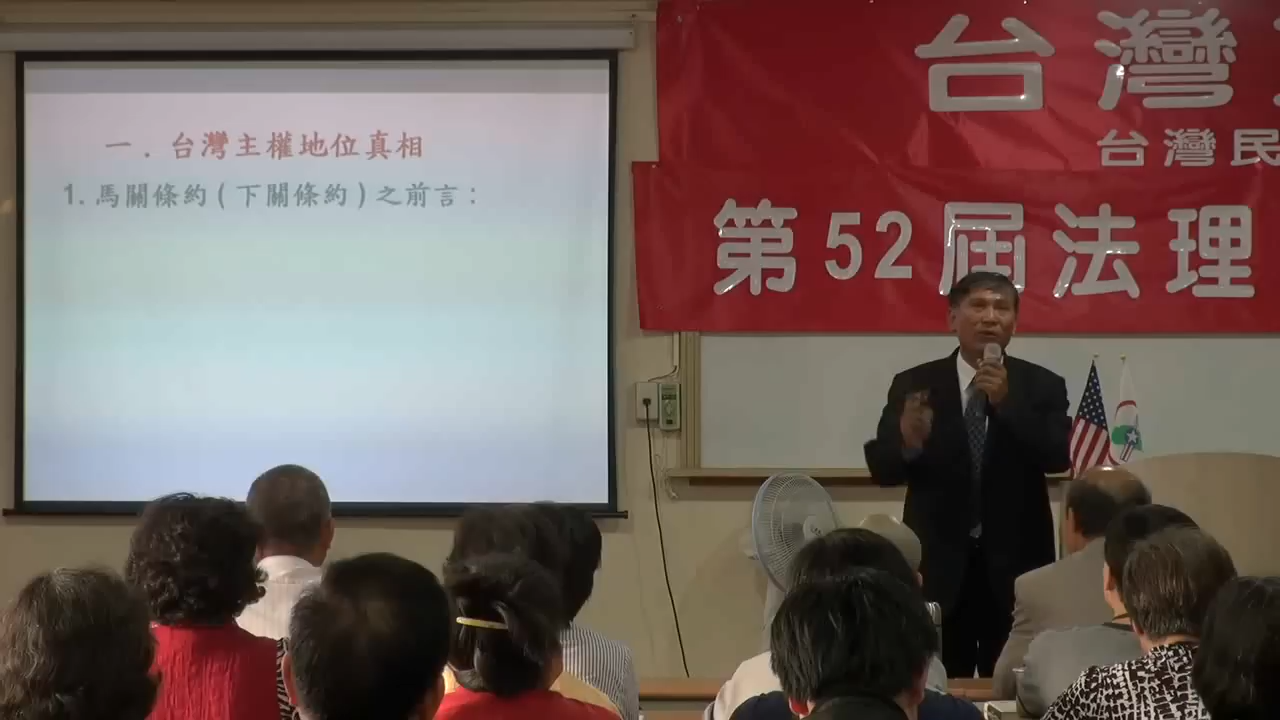 一．台灣主權地位真相
1. 馬關條約(下關條約)之前言：
台灣
台灣民
第52屆法理